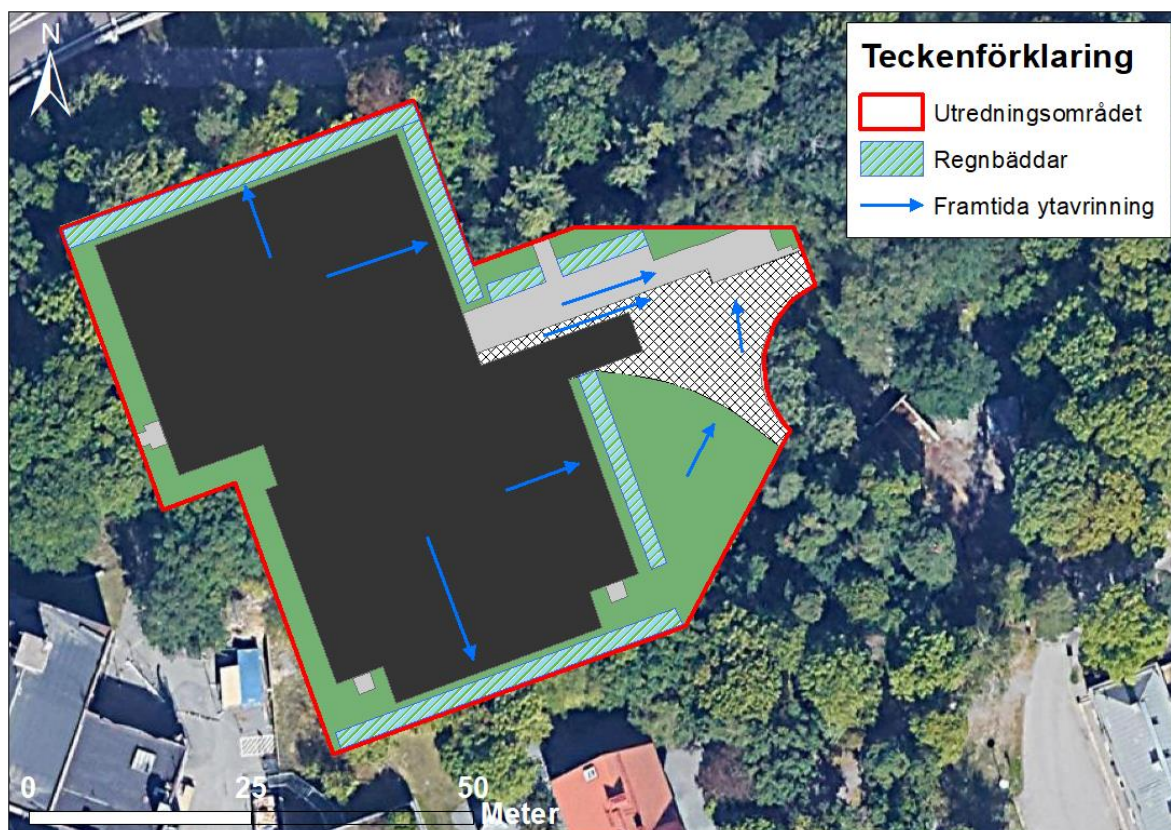 N
Teckenförklaring
Utredningsområdet
Regnbäddar
Framtida ytavrinning
0 25 50
Meter